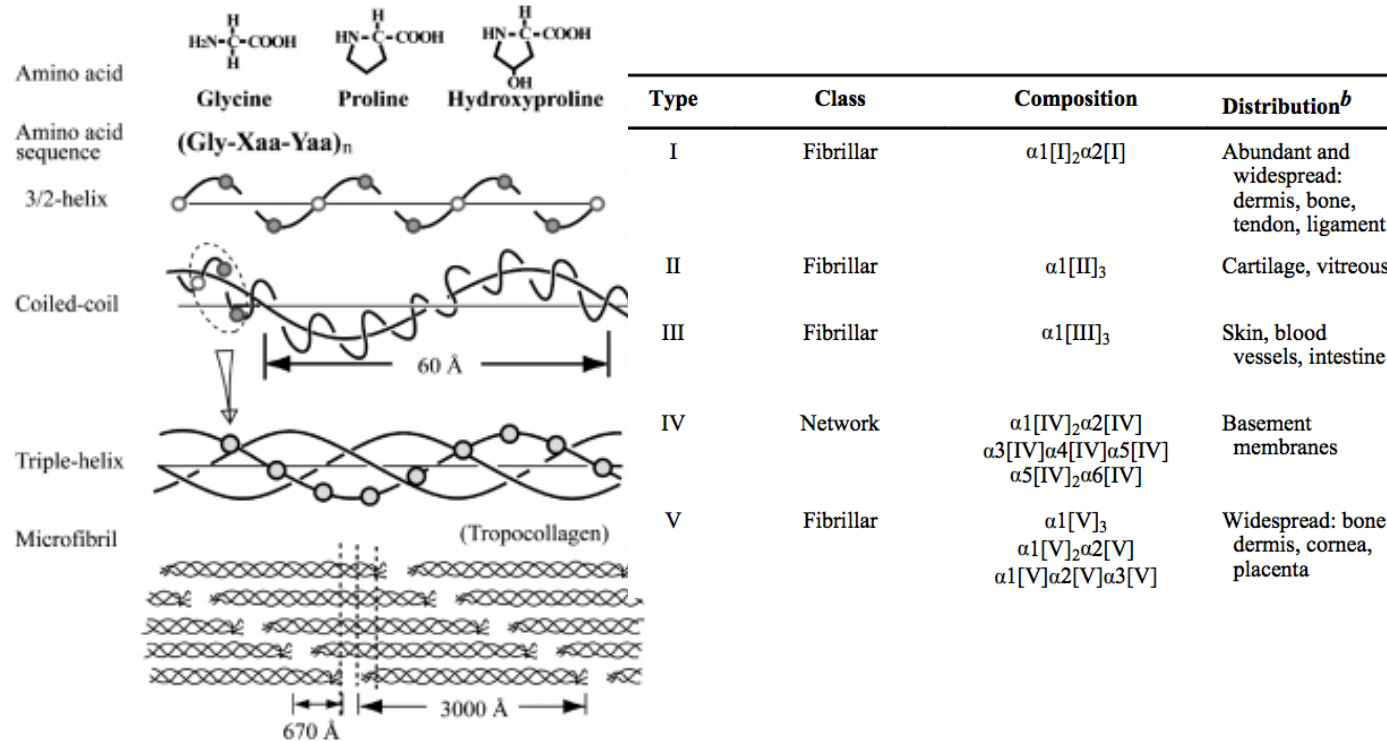 H
H2N-C-COOH
H
H
HN-C-COOH
H
HN-C-COOH
OH
Amino acid
Glycine Proline Hydroxyproline
Amino acid
sequence
(Gly-Xaa-Yaa)n
3/2-helix
Coiled-coil
60 Å
Triple-helix
Microfibril
(Tropocollagen)
670 Å
3000 Å
Type Class Composition Distributionᵇ
I Fibrillar α1[I]₂α2[I] Abundant and
widespread:
dermis, bone,
tendon, ligament
II Fibrillar α1[II]₃ Cartilage, vitreous
III Fibrillar α1[III]₃ Skin, blood
vessels, intestine
IV Network α1[IV]₂α2[IV] Basement
α3[IV]α4[IV]α5[IV] membranes
α5[IV]₂α6[IV]
V Fibrillar α1[V]₃ Widespread: bone
α1[V]₂α2[V] dermis, cornea,
α1[V]α2[V]α3[V] placenta